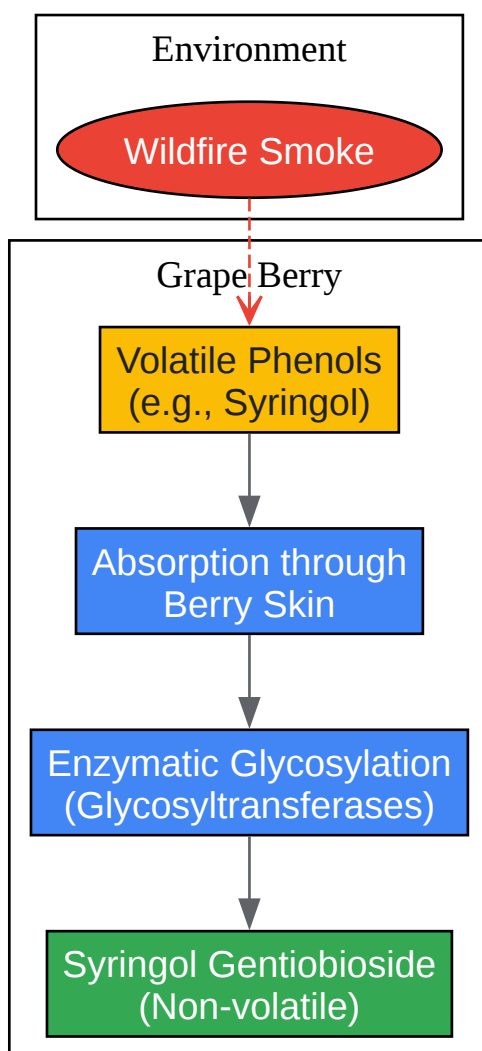 Environment
Wildfire Smoke
Grape Berry
Volatile Phenols
(e.g., Syringol)
Absorption through
Berry Skin
Enzymatic Glycosylation
(Glycosyltransferases)
Syringol Gentiobioside
(Non-volatile)